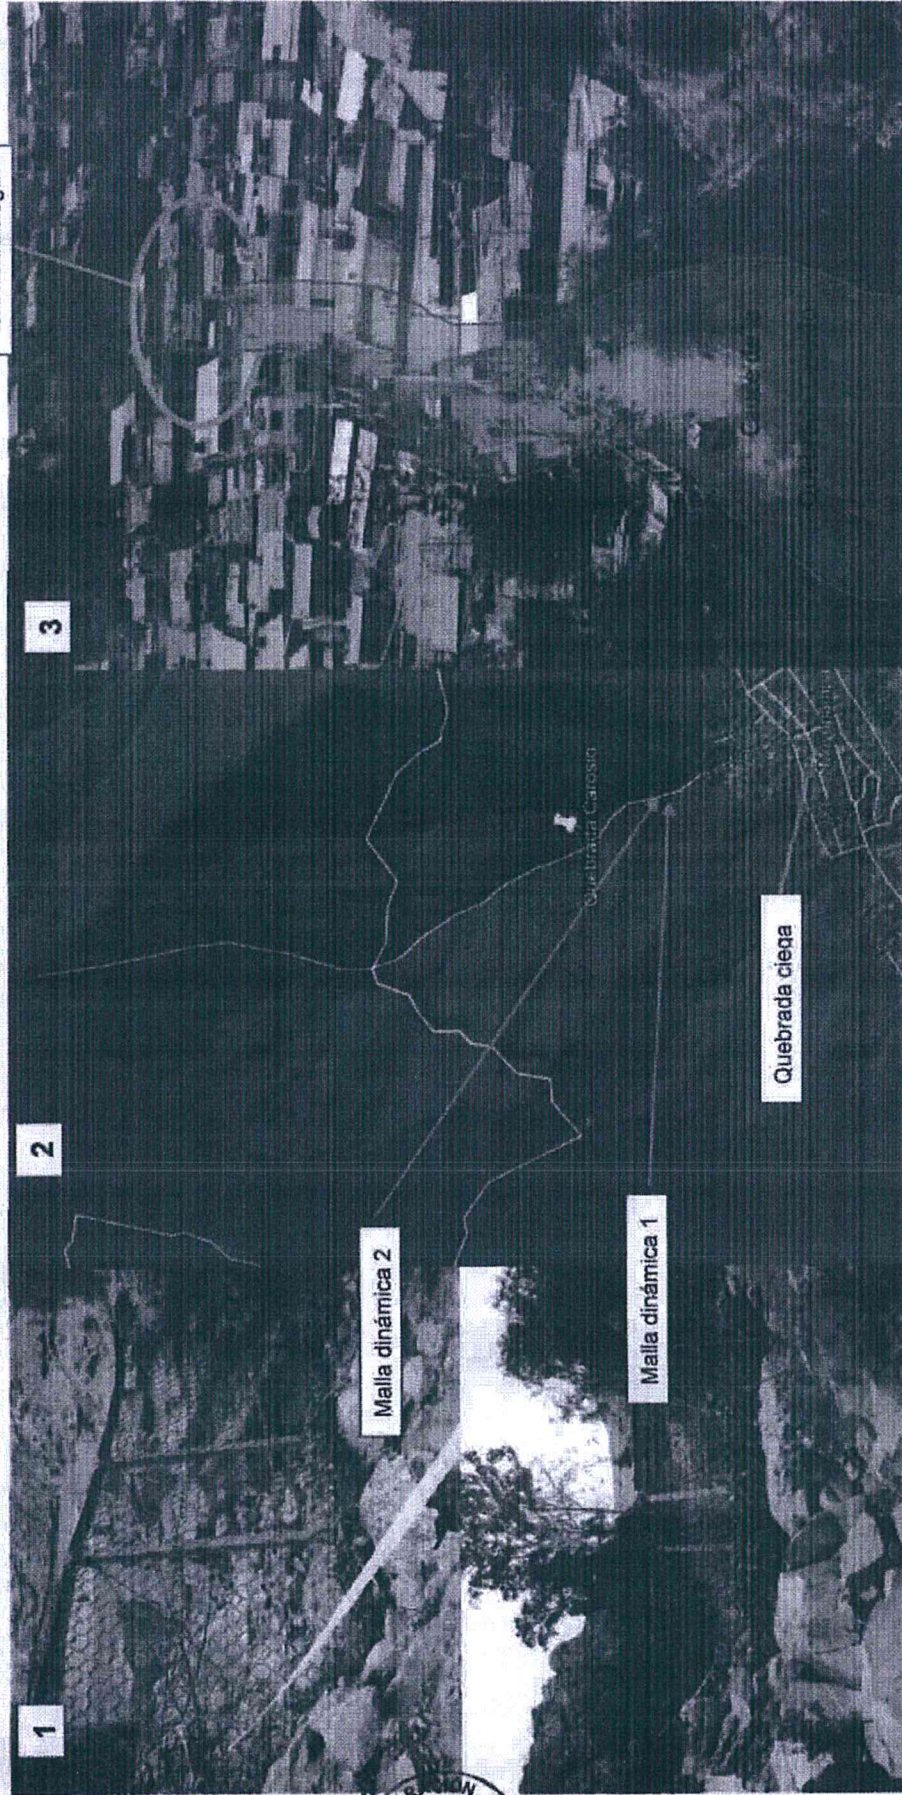 1
2
3
Malla dinámica 2
Malla dinámica 1
Quebrada Carosio
Quebrada ciega